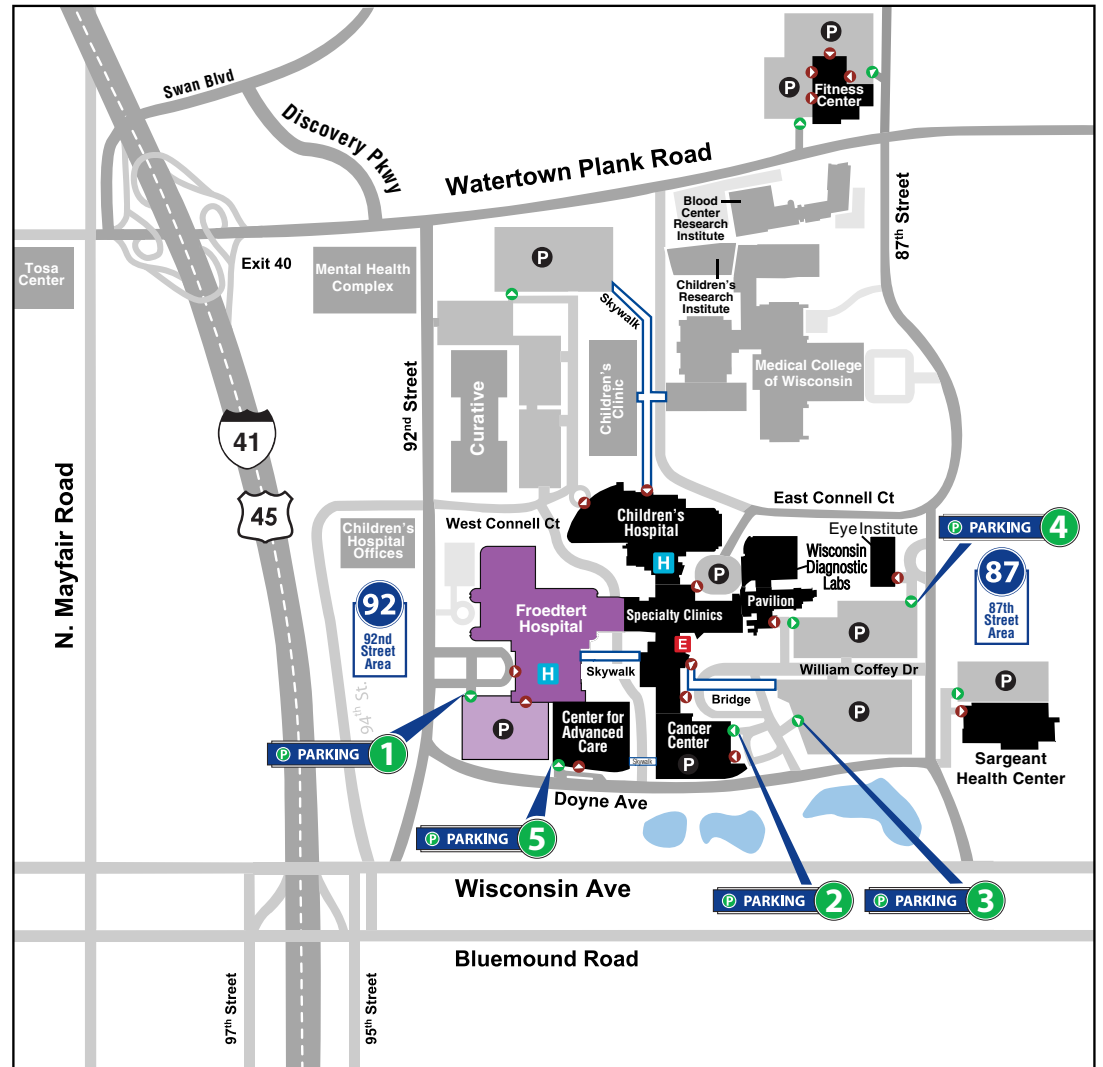 P
Swan Blvd
P
Fitness
Center
Discovery Pkwy
Watertown Plank Road
87th Street
Blood
Center
Research
Institute
Tosa
Center
Exit 40
Mental Health
Complex
P
Children's
Research
Institute
Skywalk
92nd Street
Curative
Children's
Clinic
Medical College
of Wisconsin
41
45
N. Mayfair Road
East Connell Ct
West Connell Ct
Children's
Hospital
Eye Institute
P PARKING 4
Children's
Hospital
Offices
Wisconsin
Diagnostic
Labs
H
P
87
87th
Street
Area
92
92nd
Street
Area
Froedtert
Hospital
Specialty Clinics
Pavilion
P
E
H
Skywalk
William Coffey Dr
Bridge
P
P
Sargeant
Health Center
94th St.
P
Center for
Advanced
Care
Cancer
Center
P
Skywalk
P PARKING 1
Doyne Ave
P PARKING 5
Wisconsin Ave
P PARKING 2
P PARKING 3
Bluemound Road
97th Street
95th Street